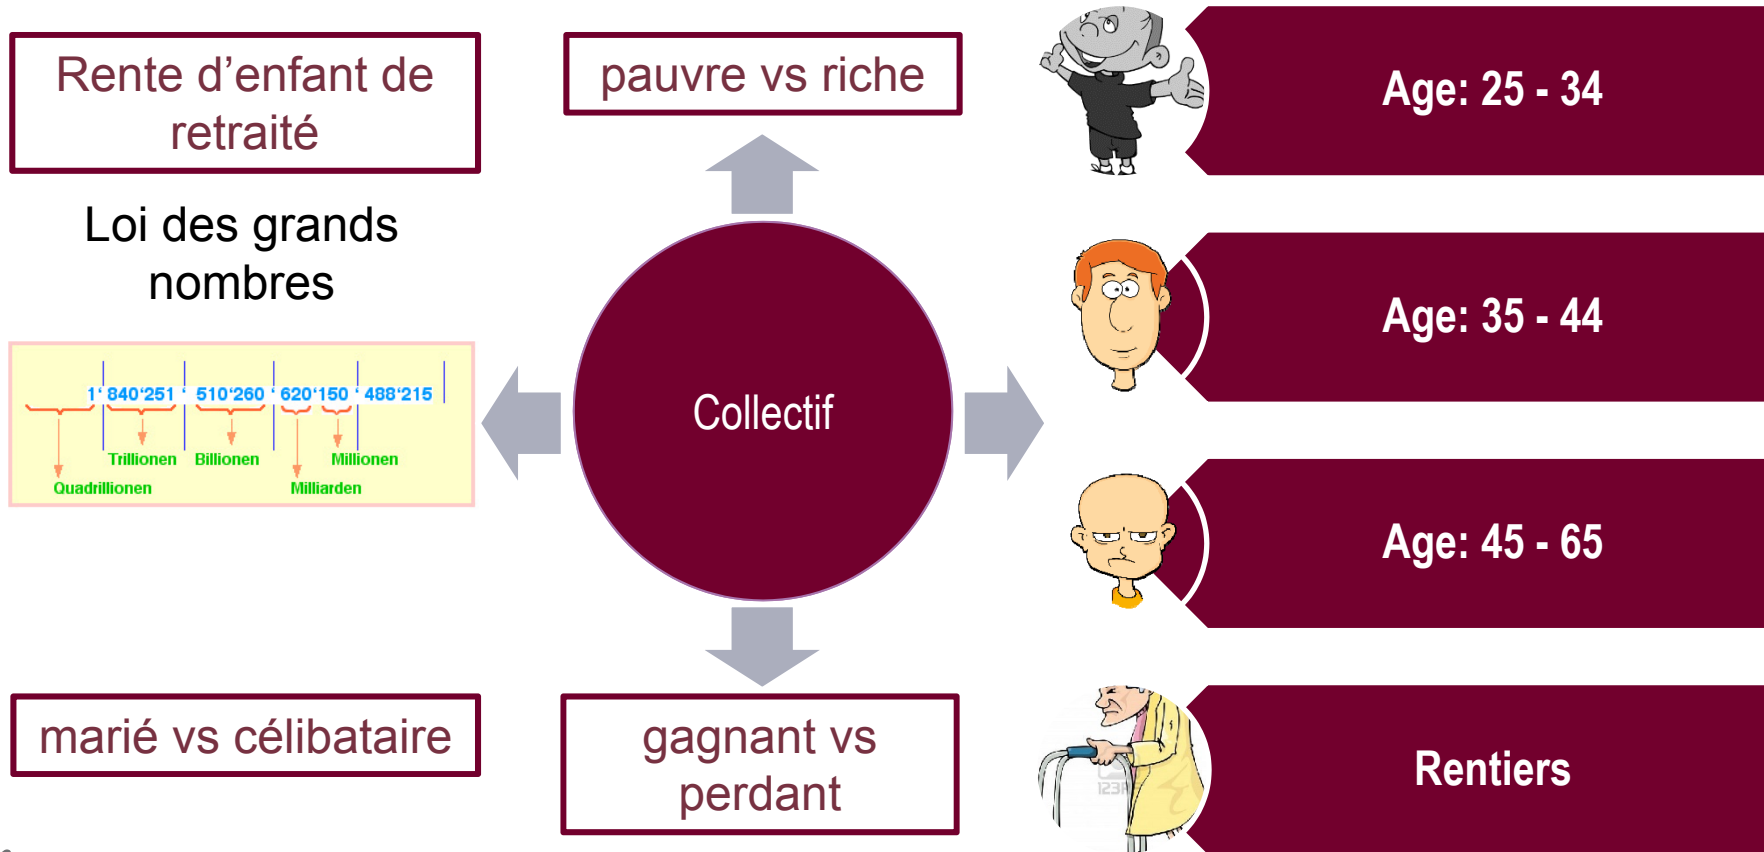 Rente d’enfant de
retraité
pauvre vs riche
Age: 25 - 34
Loi des grands
nombres
1‘ 840‘251 ‘ 510‘260 ‘ 620‘150 ‘ 488‘215
Trillionen Billionen Millionen
Quadrillionen Milliarden
Collectif
Age: 35 - 44
Age: 45 - 65
marié vs célibataire
gagnant vs
perdant
Rentiers